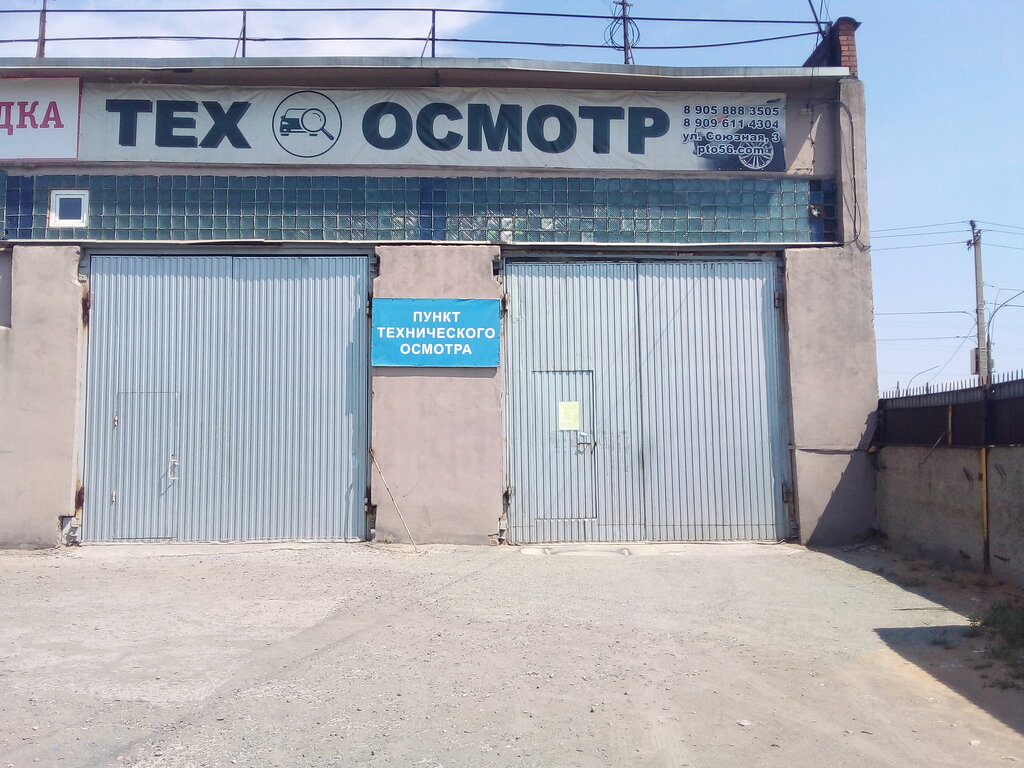 ДКА
ТЕХ ОСМОТР
8 905 888 3505
8 909 611 4304
ул. Союзная, 3
pto56.com
ПУНКТ
ТЕХНИЧЕСКОГО
ОСМОТРА